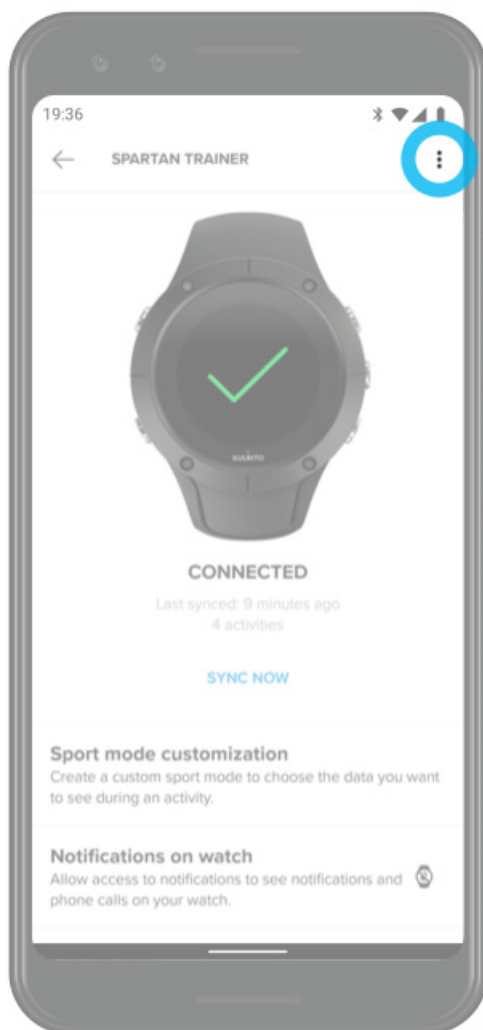 19:36
SPARTAN TRAINER
SUUNTO
CONNECTED
Last synced: 9 minutes ago
4 activities
SYNC NOW
Sport mode customization
Create a custom sport mode to choose the data you want
to see during an activity.
Notifications on watch
Allow access to notifications to see notifications and
phone calls on your watch.